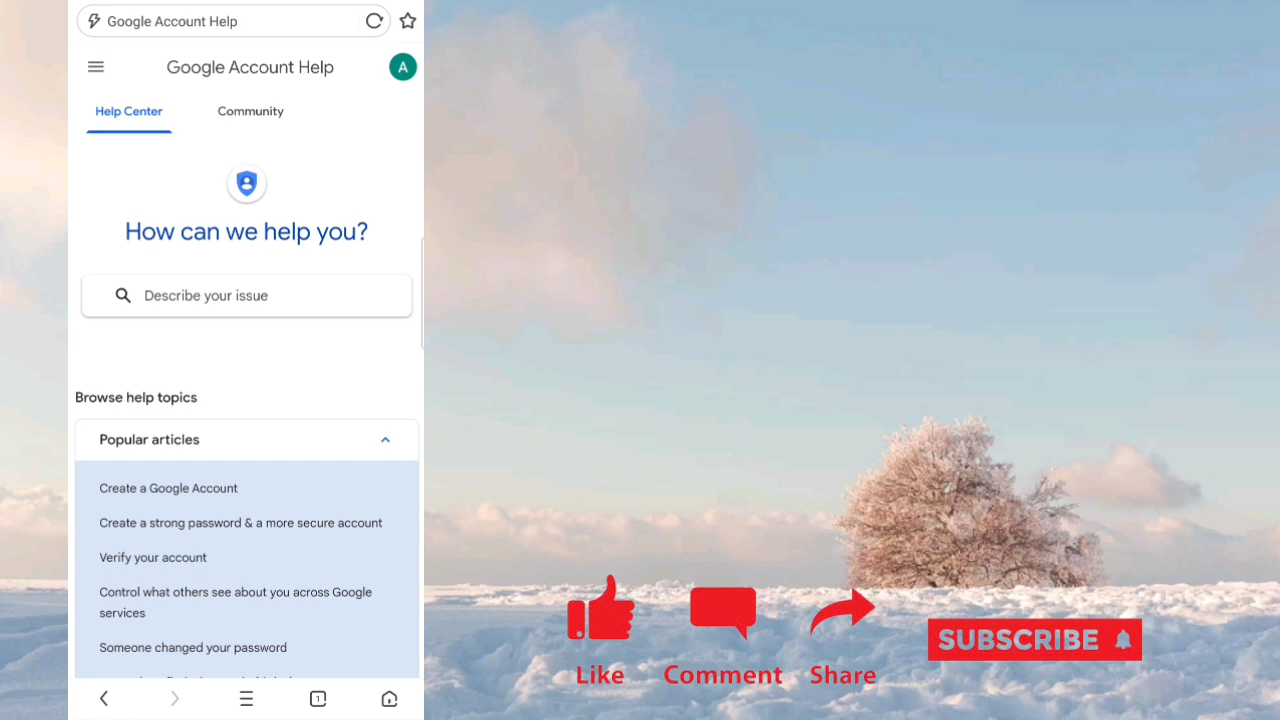 Google Account Help
Google Account Help
A
Help Center
Community
How can we help you?
Describe your issue
Browse help topics
Popular articles
Create a Google Account
Create a strong password & a more secure account
Verify your account
Control what others see about you across Google
services
Someone changed your password
1
Like
Comment
Share
SUBSCRIBE